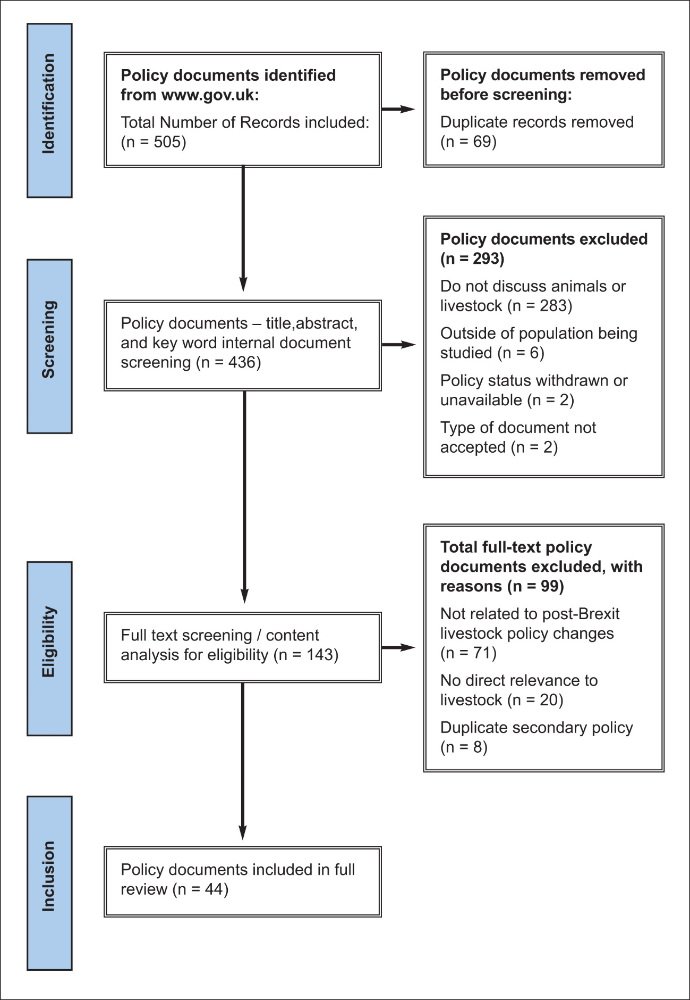 Identification
Policy documents identified
from www.gov.uk:
Total Number of Records included:
(n = 505)
Policy documents removed
before screening:
Duplicate records removed
(n = 69)
Screening
Policy documents – title,abstract,
and key word internal document
screening (n = 436)
Policy documents excluded
(n = 293)
Do not discuss animals or
livestock (n = 283)
Outside of population being
studied (n = 6)
Policy status withdrawn or
unavailable (n = 2)
Type of document not
accepted (n = 2)
Eligibility
Full text screening / content
analysis for eligibility (n = 143)
Total full-text policy
documents excluded, with
reasons (n = 99)
Not related to post-Brexit
livestock policy changes
(n = 71)
No direct relevance to
livestock (n = 20)
Duplicate secondary policy
(n = 8)
Inclusion
Policy documents included in full
review (n = 44)